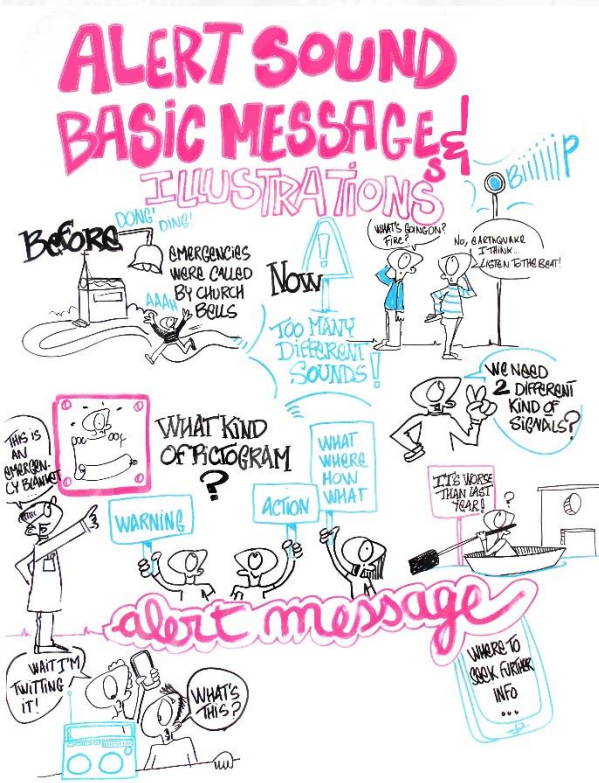 ALERT SOUND
BASIC MESSAGES &
ILLUSTRATIONS
Biiiiiip
BEFORE
DONG'
DING'
EMERGENCIES
WERE CALLED
BY CHURCH
BELLS
AAAH
NOW
!
TOO MANY
DIFFERENT
SOUNDS!
WHAT'S GOING ON?
FIRE?
NO, EARTHQUAKE
I THINK...
LISTEN TO THE BEAT!
WE NEED
2 DIFFERENT
KIND OF
SIGNALS?
THIS IS
AN
EMERGEN-
CY BLANKET
WHAT KIND
OF PICTOGRAM
?
WARNING
ACTION
WHAT
WHERE
HOW
WHAT
IT'S WORSE
THAN LAST
YEAR!
?
alert message
WAIT I'M
TWITTING
IT!
WHAT'S
THIS?
WHERE TO
SEEK FURTHER
INFO
...